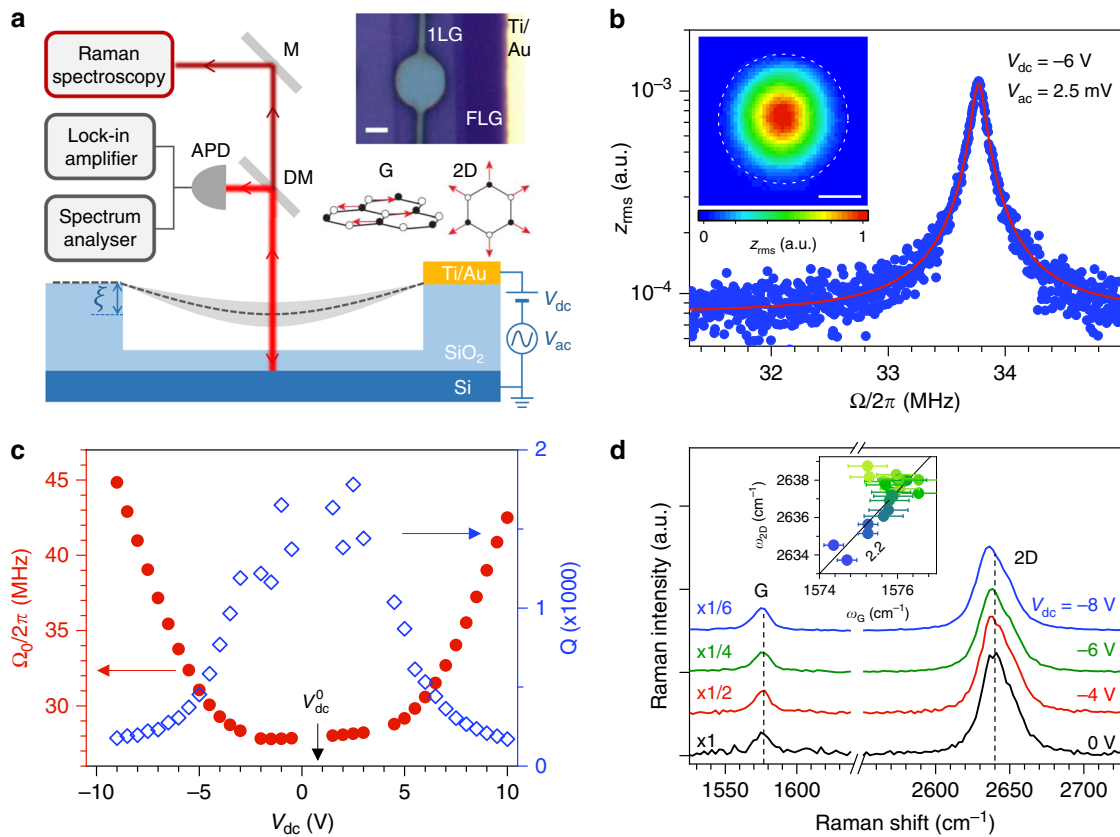 a
Raman
spectroscopy
M
1LG
Ti/
Au
FLG
Lock-in
amplifier
APD
DM
G
2D
Spectrum
analyser
Ti/Au
ξ
V_dc
V_ac
SiO₂
Si
b
V_dc = –6 V
V_ac = 2.5 mV
10⁻³
10⁻⁴
z_rms (a.u.)
0
1
z_rms (a.u.)
32
33
34
Ω/2π (MHz)
c
45
40
35
30
Ω₀/2π (MHz)
2
1
0
Q (x1000)
V⁰_dc
–10
–5
0
5
10
V_dc (V)
d
Raman intensity (a.u.)
2638
2636
2634
ω_2D (cm⁻¹)
2.2
1574
1576
ω_G (cm⁻¹)
G
2D
x1/6
V_dc = –8 V
x1/4
–6 V
x1/2
–4 V
x1
0 V
1550
1600
2600
2650
2700
Raman shift (cm⁻¹)